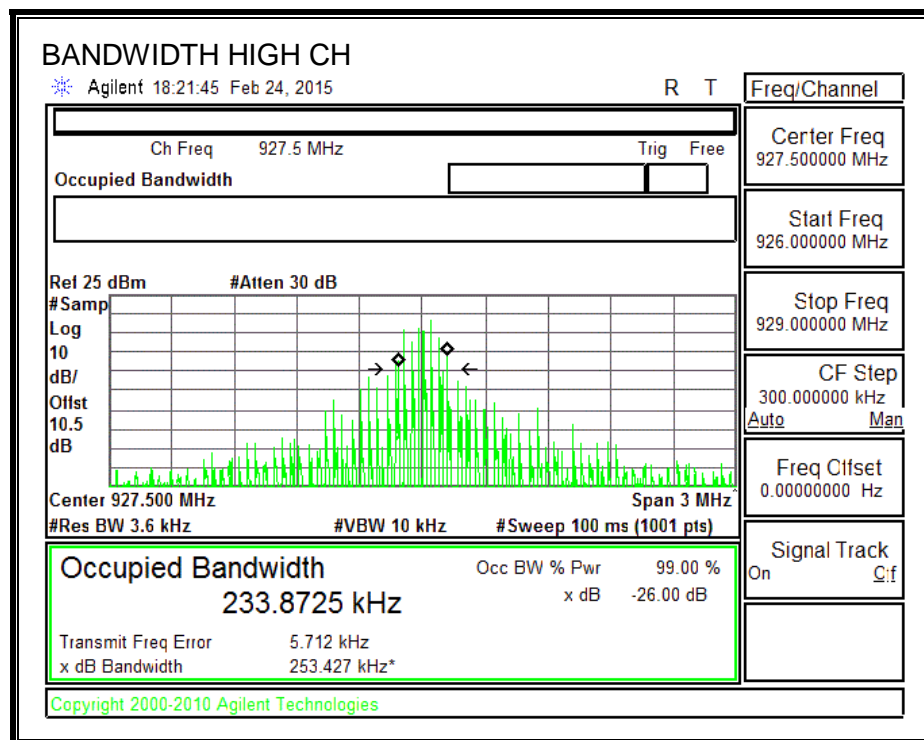 BANDWIDTH HIGH CH
Agilent 18:21:45 Feb 24, 2015 R T
Ch Freq 927.5 MHz Trig Free
Occupied Bandwidth
Ref 25 dBm #Atten 30 dB
#Samp
Log
10
dB/
Offst
10.5
dB
Center 927.500 MHz Span 3 MHz^
#Res BW 3.6 kHz #VBW 10 kHz #Sweep 100 ms (1001 pts)
Occupied Bandwidth Occ BW % Pwr 99.00 %
233.8725 kHz x dB -26.00 dB
Transmit Freq Error 5.712 kHz
x dB Bandwidth 253.427 kHz*
Copyright 2000-2010 Agilent Technologies
Freq/Channel
Center Freq
927.500000 MHz
Start Freq
926.000000 MHz
Stop Freq
929.000000 MHz
CF Step
300.000000 kHz
Auto Man
Freq Offset
0.00000000 Hz
Signal Track
On Off